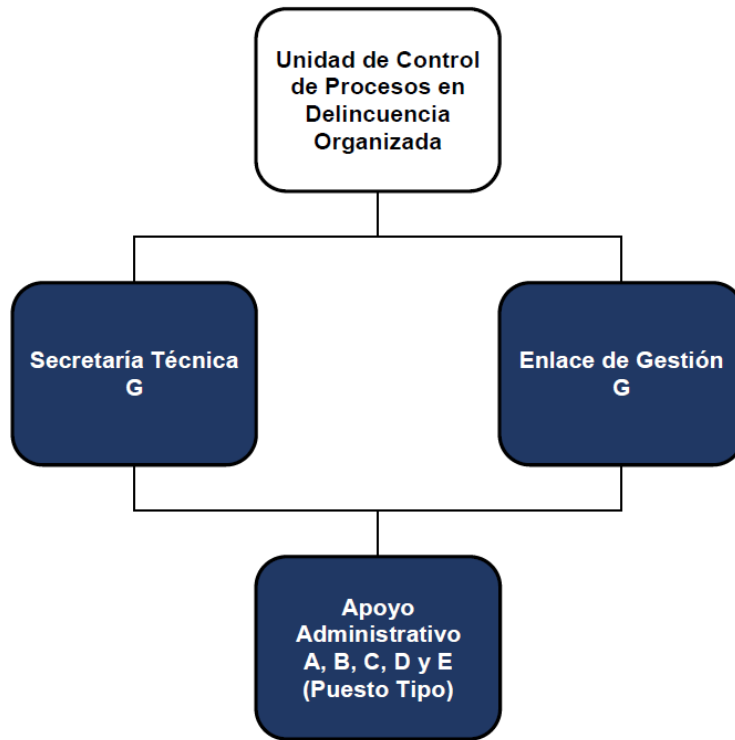 Unidad de Control
de Procesos en
Delincuencia
Organizada
Secretaría Técnica
G
Enlace de Gestión
G
Apoyo
Administrativo
A, B, C, D y E
(Puesto Tipo)